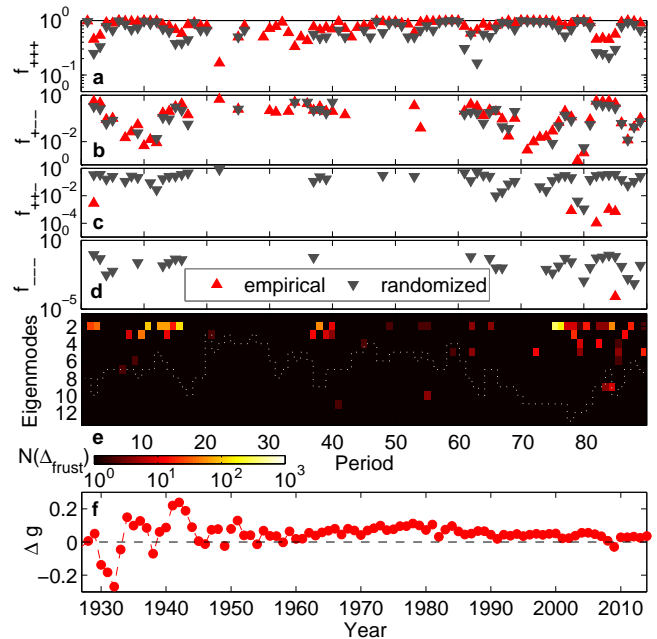 10^0
10^-1
10^0
f_+++
a
10^0
10^-2
10^0
f_+--
b
10^-2
10^-4
10^0
f_++-
c
10^-5
f_---
d
empirical randomized
2
4
6
8
10
12
Eigenmodes
e
10 20 30 40 50 60 70 80
Period
N(Δ_frust)
10^0 10^1 10^2 10^3
f
0.2
0
−0.2
Δ g
1930 1940 1950 1960 1970 1980 1990 2000 2010
Year